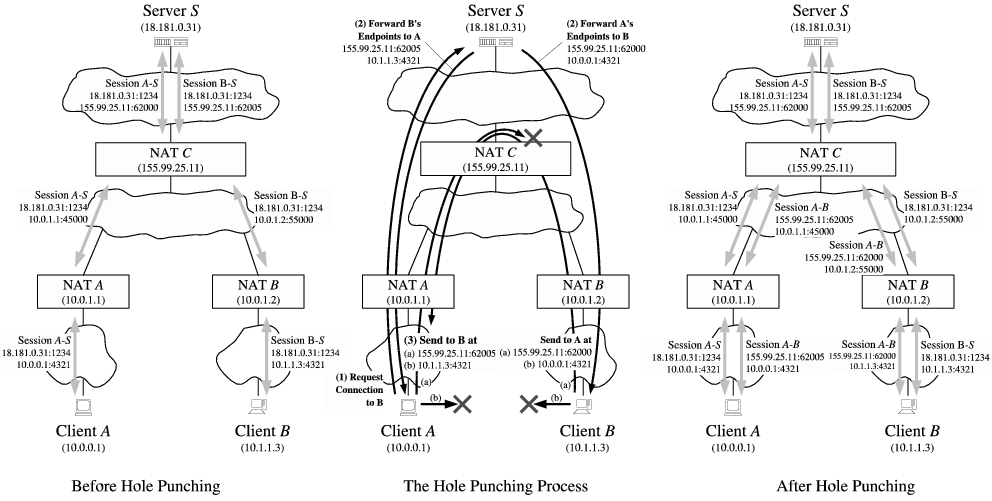 Server S
(18.181.0.31)
Session A-S
18.181.0.31:1234
155.99.25.11:62000
Session B-S
18.181.0.31:1234
155.99.25.11:62005
NAT C
(155.99.25.11)
Session A-S
18.181.0.31:1234
10.0.1.1:45000
Session B-S
18.181.0.31:1234
10.0.1.2:55000
NAT A
(10.0.1.1)
NAT B
(10.0.1.2)
Session A-S
18.181.0.31:1234
10.0.0.1:4321
Session B-S
18.181.0.31:1234
10.1.1.3:4321
Client A
(10.0.0.1)
Client B
(10.1.1.3)
Before Hole Punching
Server S
(18.181.0.31)
(2) Forward B's
Endpoints to A
155.99.25.11:62005
10.1.1.3:4321
(2) Forward A's
Endpoints to B
155.99.25.11:62000
10.0.0.1:4321
NAT C
(155.99.25.11)
NAT A
(10.0.1.1)
NAT B
(10.0.1.2)
(3) Send to B at
(a) 155.99.25.11:62005
(b) 10.1.1.3:4321
Send to A at
(a) 155.99.25.11:62000
(b) 10.0.0.1:4321
(1) Request
Connection
to B
(a)
(b)
(a)
(b)
Client A
(10.0.0.1)
Client B
(10.1.1.3)
The Hole Punching Process
Server S
(18.181.0.31)
Session A-S
18.181.0.31:1234
155.99.25.11:62000
Session B-S
18.181.0.31:1234
155.99.25.11:62005
NAT C
(155.99.25.11)
Session A-S
18.181.0.31:1234
10.0.1.1:45000
Session A-B
155.99.25.11:62005
10.0.1.1:45000
Session B-S
18.181.0.31:1234
10.0.1.2:55000
Session A-B
155.99.25.11:62000
10.0.1.2:55000
NAT A
(10.0.1.1)
NAT B
(10.0.1.2)
Session A-S
18.181.0.31:1234
10.0.0.1:4321
Session A-B
155.99.25.11:62005
10.0.0.1:4321
Session A-B
155.99.25.11:62000
10.1.1.3:4321
Session B-S
18.181.0.31:1234
10.1.1.3:4321
Client A
(10.0.0.1)
Client B
(10.1.1.3)
After Hole Punching